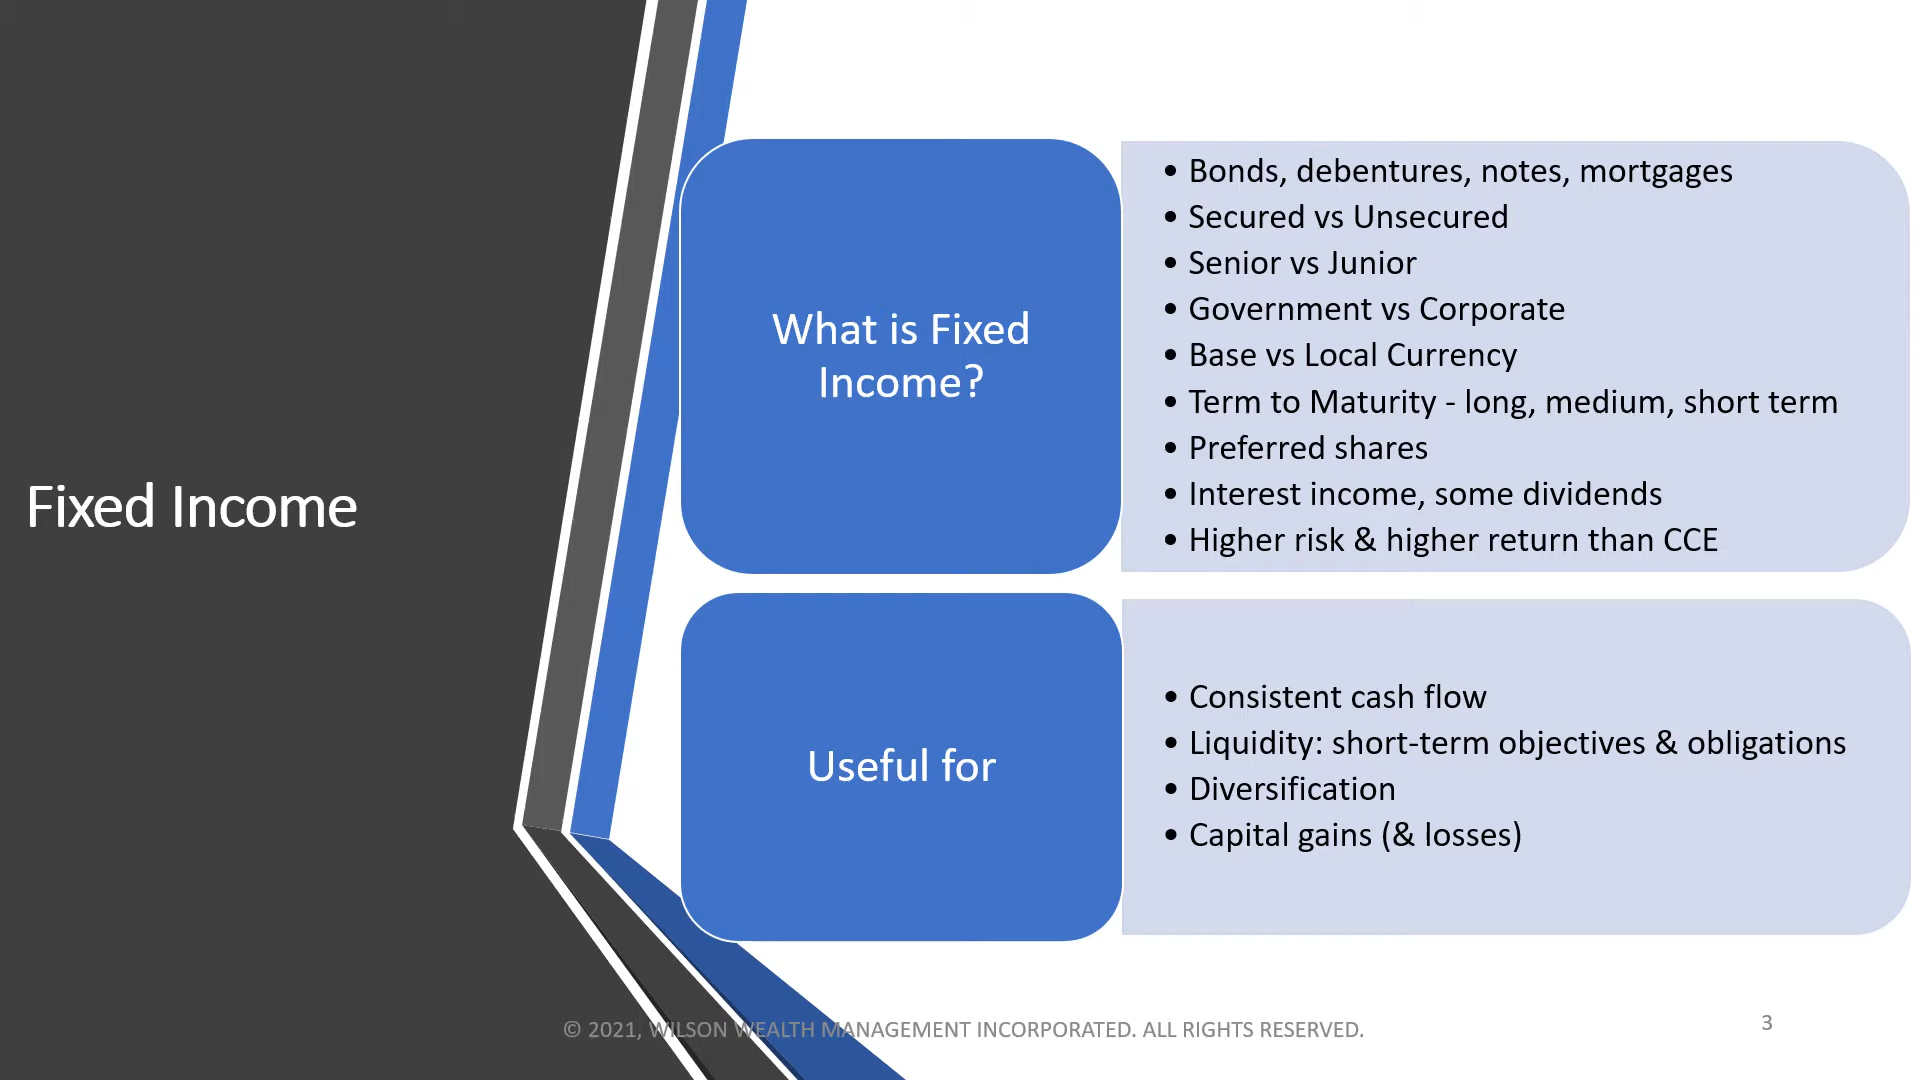 Fixed Income
What is Fixed
Income?
• Bonds, debentures, notes, mortgages
• Secured vs Unsecured
• Senior vs Junior
• Government vs Corporate
• Base vs Local Currency
• Term to Maturity - long, medium, short term
• Preferred shares
• Interest income, some dividends
• Higher risk & higher return than CCE
Useful for
• Consistent cash flow
• Liquidity: short-term objectives & obligations
• Diversification
• Capital gains (& losses)
© 2021, WILSON WEALTH MANAGEMENT INCORPORATED. ALL RIGHTS RESERVED.
3